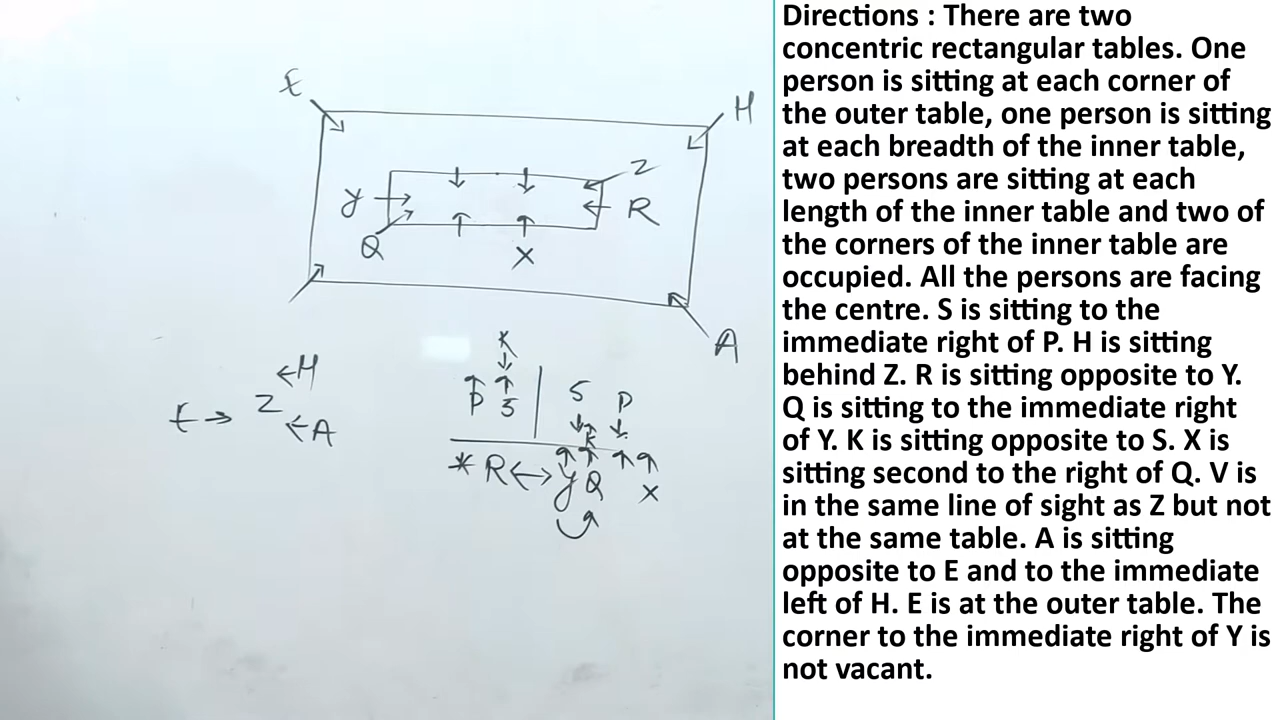 E
H
Z
Y
R
Q
X
A
K
H
P S
S P
Z
E → ← A
K
* R ↔ Y Q
X
Directions : There are two
concentric rectangular tables. One
person is sitting at each corner of
the outer table, one person is sitting
at each breadth of the inner table,
two persons are sitting at each
length of the inner table and two of
the corners of the inner table are
occupied. All the persons are facing
the centre. S is sitting to the
immediate right of P. H is sitting
behind Z. R is sitting opposite to Y.
Q is sitting to the immediate right
of Y. K is sitting opposite to S. X is
sitting second to the right of Q. V is
in the same line of sight as Z but not
at the same table. A is sitting
opposite to E and to the immediate
left of H. E is at the outer table. The
corner to the immediate right of Y is
not vacant.